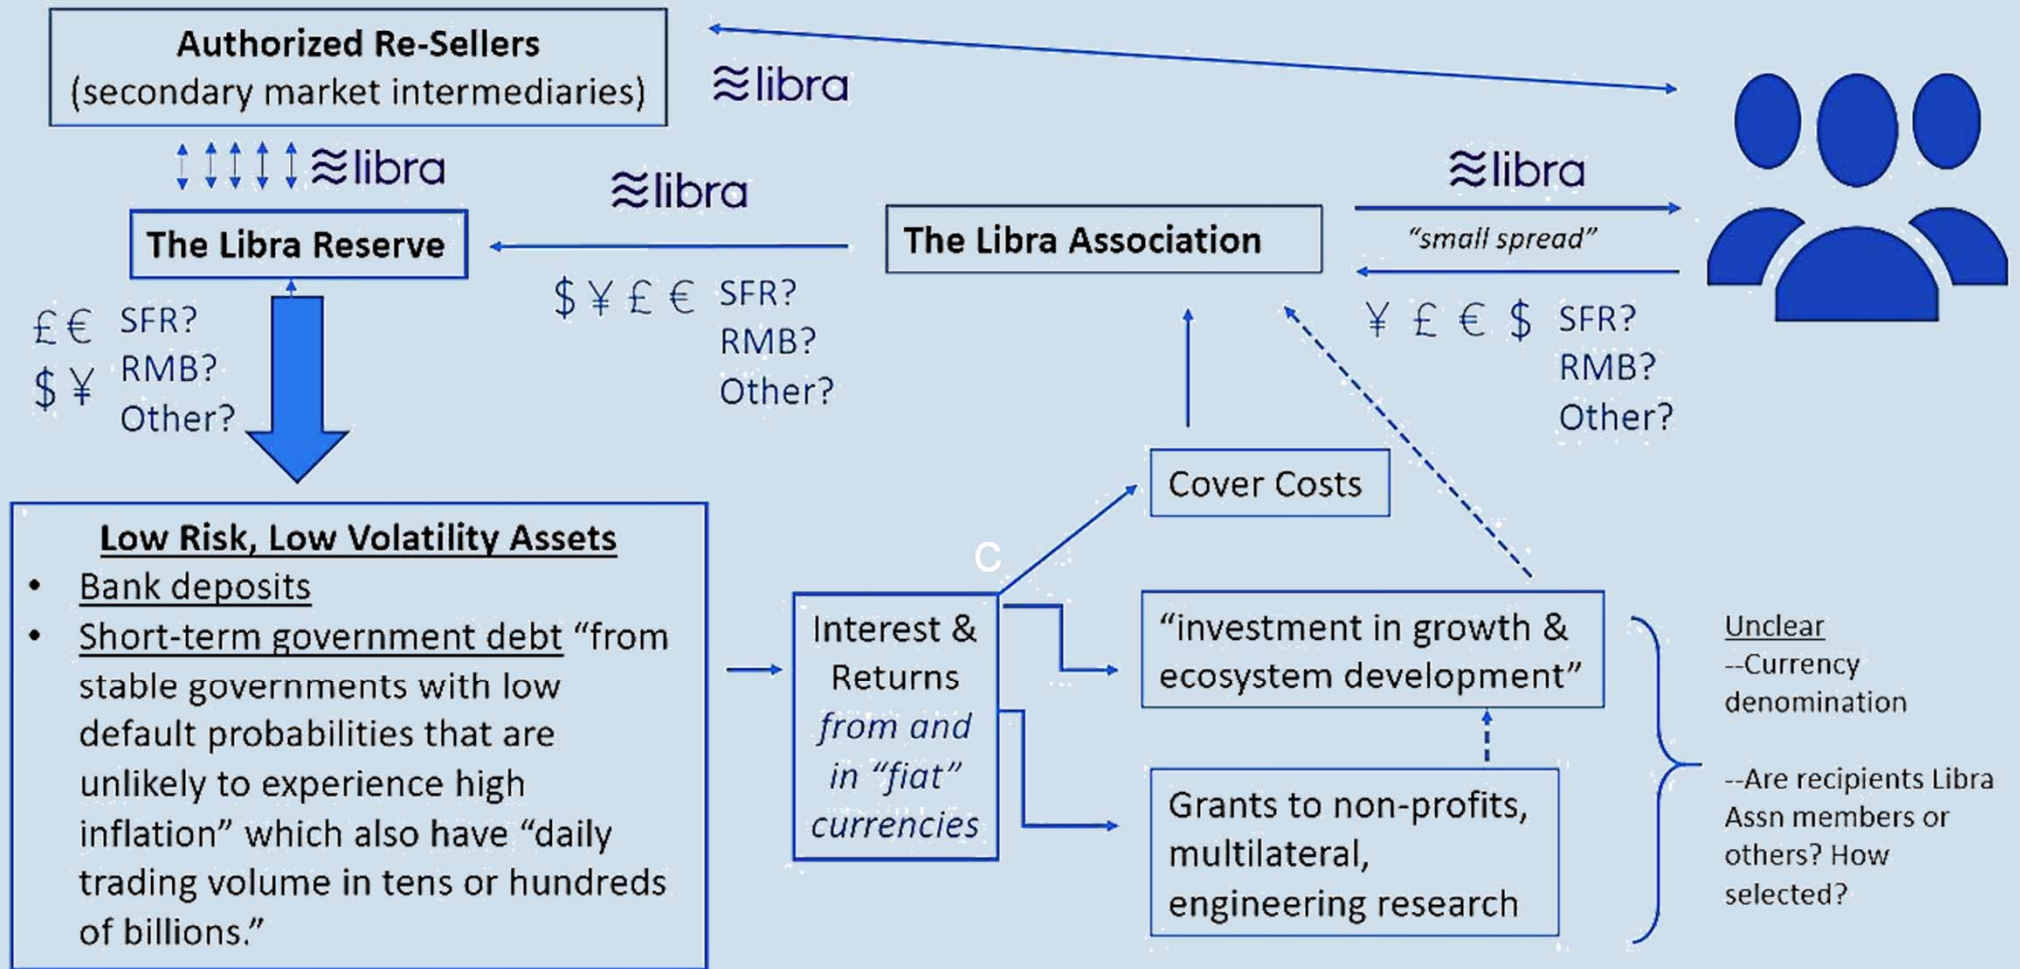 Authorized Re-Sellers
(secondary market intermediaries)
≋libra
≋libra
The Libra Reserve
≋libra
The Libra Association
≋libra
“small spread”
£ € SFR?
$ ¥ RMB?
Other?
$ ¥ £ € SFR?
RMB?
Other?
¥ £ € $ SFR?
RMB?
Other?
Cover Costs
Low Risk, Low Volatility Assets
• Bank deposits
• Short-term government debt “from
stable governments with low
default probabilities that are
unlikely to experience high
inflation” which also have “daily
trading volume in tens or hundreds
of billions.”
C
Interest &
Returns
from and
in “fiat”
currencies
“investment in growth &
ecosystem development”
Grants to non-profits,
multilateral,
engineering research
Unclear
--Currency
denomination
--Are recipients Libra
Assn members or
others? How
selected?